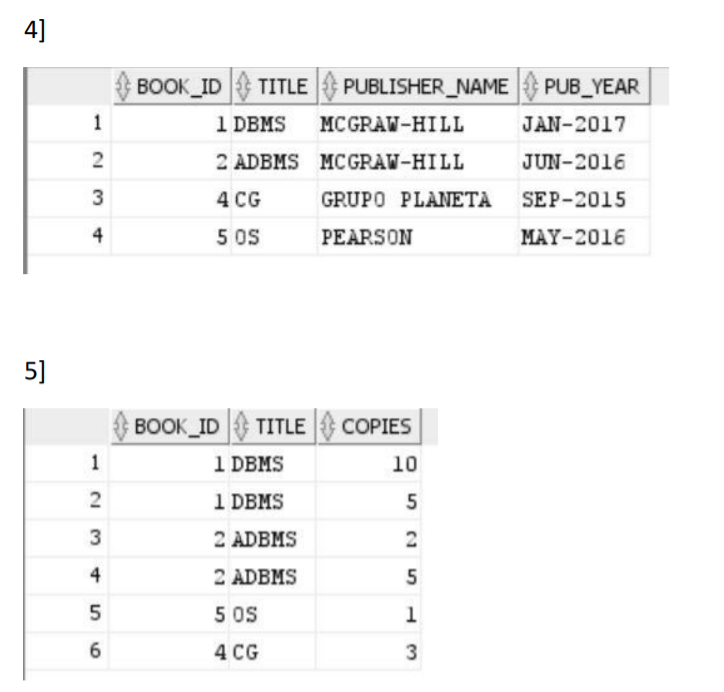 4]
BOOK_ID TITLE PUBLISHER_NAME PUB_YEAR
1 1 DBMS MCGRAW-HILL JAN-2017
2 2 ADBMS MCGRAW-HILL JUN-2016
3 4 CG GRUPO PLANETA SEP-2015
4 5 OS PEARSON MAY-2016
5]
BOOK_ID TITLE COPIES
1 1 DBMS 10
2 1 DBMS 5
3 2 ADBMS 2
4 2 ADBMS 5
5 5 OS 1
6 4 CG 3